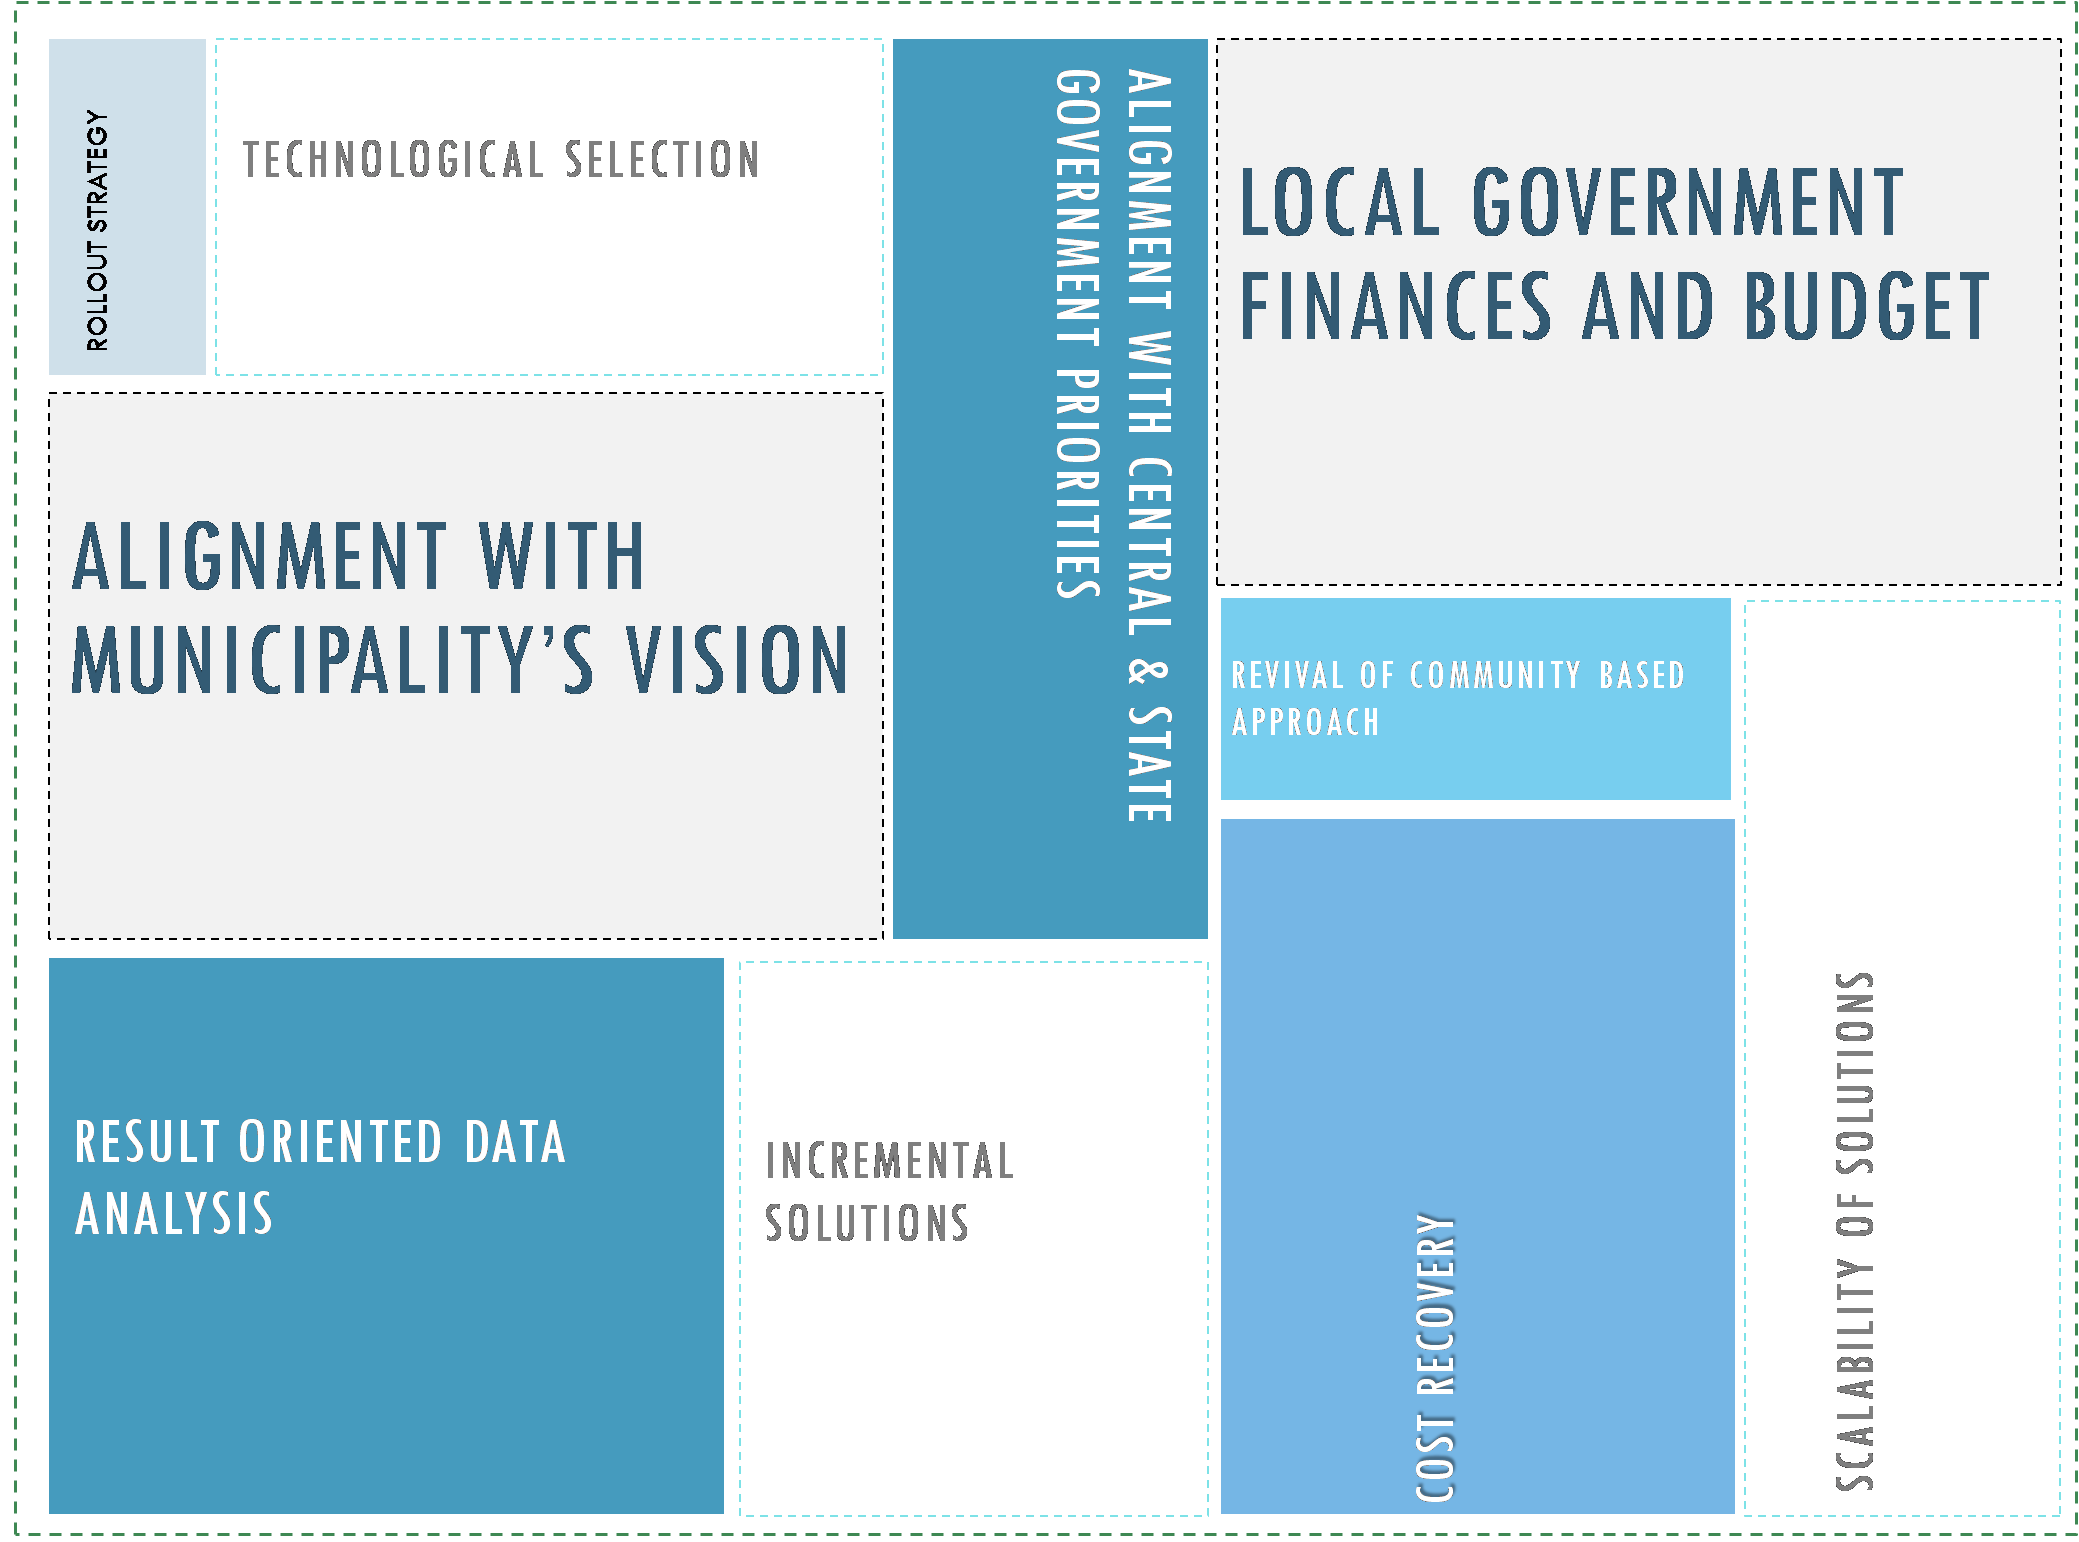 ROLLOUT STRATEGY
TECHNOLOGICAL SELECTION
ALIGNMENT WITH CENTRAL & STATE
GOVERNMENT PRIORITIES
LOCAL GOVERNMENT
FINANCES AND BUDGET
ALIGNMENT WITH
MUNICIPALITY’S VISION
REVIVAL OF COMMUNITY BASED
APPROACH
RESULT ORIENTED DATA
ANALYSIS
INCREMENTAL
SOLUTIONS
COST RECOVERY
SCALABILITY OF SOLUTIONS